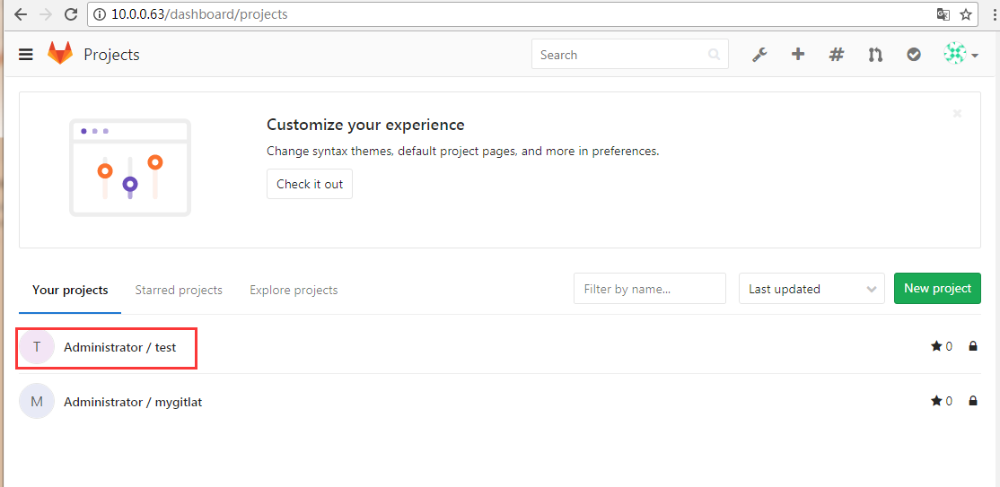 10.0.0.63/dashboard/projects
Projects
Search
Customize your experience
Change syntax themes, default project pages, and more in preferences.
Check it out
Your projects
Starred projects
Explore projects
Filter by name...
Last updated
New project
T
Administrator / test
0
M
Administrator / mygitlat
0